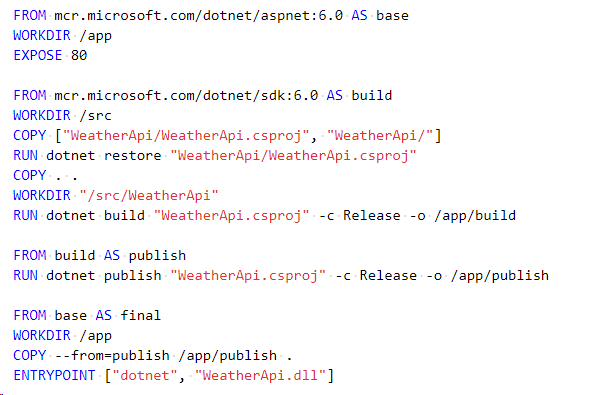 FROM mcr.microsoft.com/dotnet/aspnet:6.0 AS base
WORKDIR /app
EXPOSE 80

FROM mcr.microsoft.com/dotnet/sdk:6.0 AS build
WORKDIR /src
COPY ["WeatherApi/WeatherApi.csproj", "WeatherApi/"]
RUN dotnet restore "WeatherApi/WeatherApi.csproj"
COPY . .
WORKDIR "/src/WeatherApi"
RUN dotnet build "WeatherApi.csproj" -c Release -o /app/build

FROM build AS publish
RUN dotnet publish "WeatherApi.csproj" -c Release -o /app/publish

FROM base AS final
WORKDIR /app
COPY --from=publish /app/publish .
ENTRYPOINT ["dotnet", "WeatherApi.dll"]